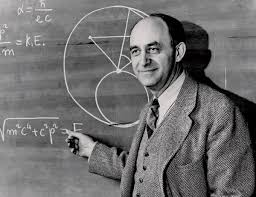 α = ħ / ec
p² / m = K.E.
√m²c⁴ + c²p² = E